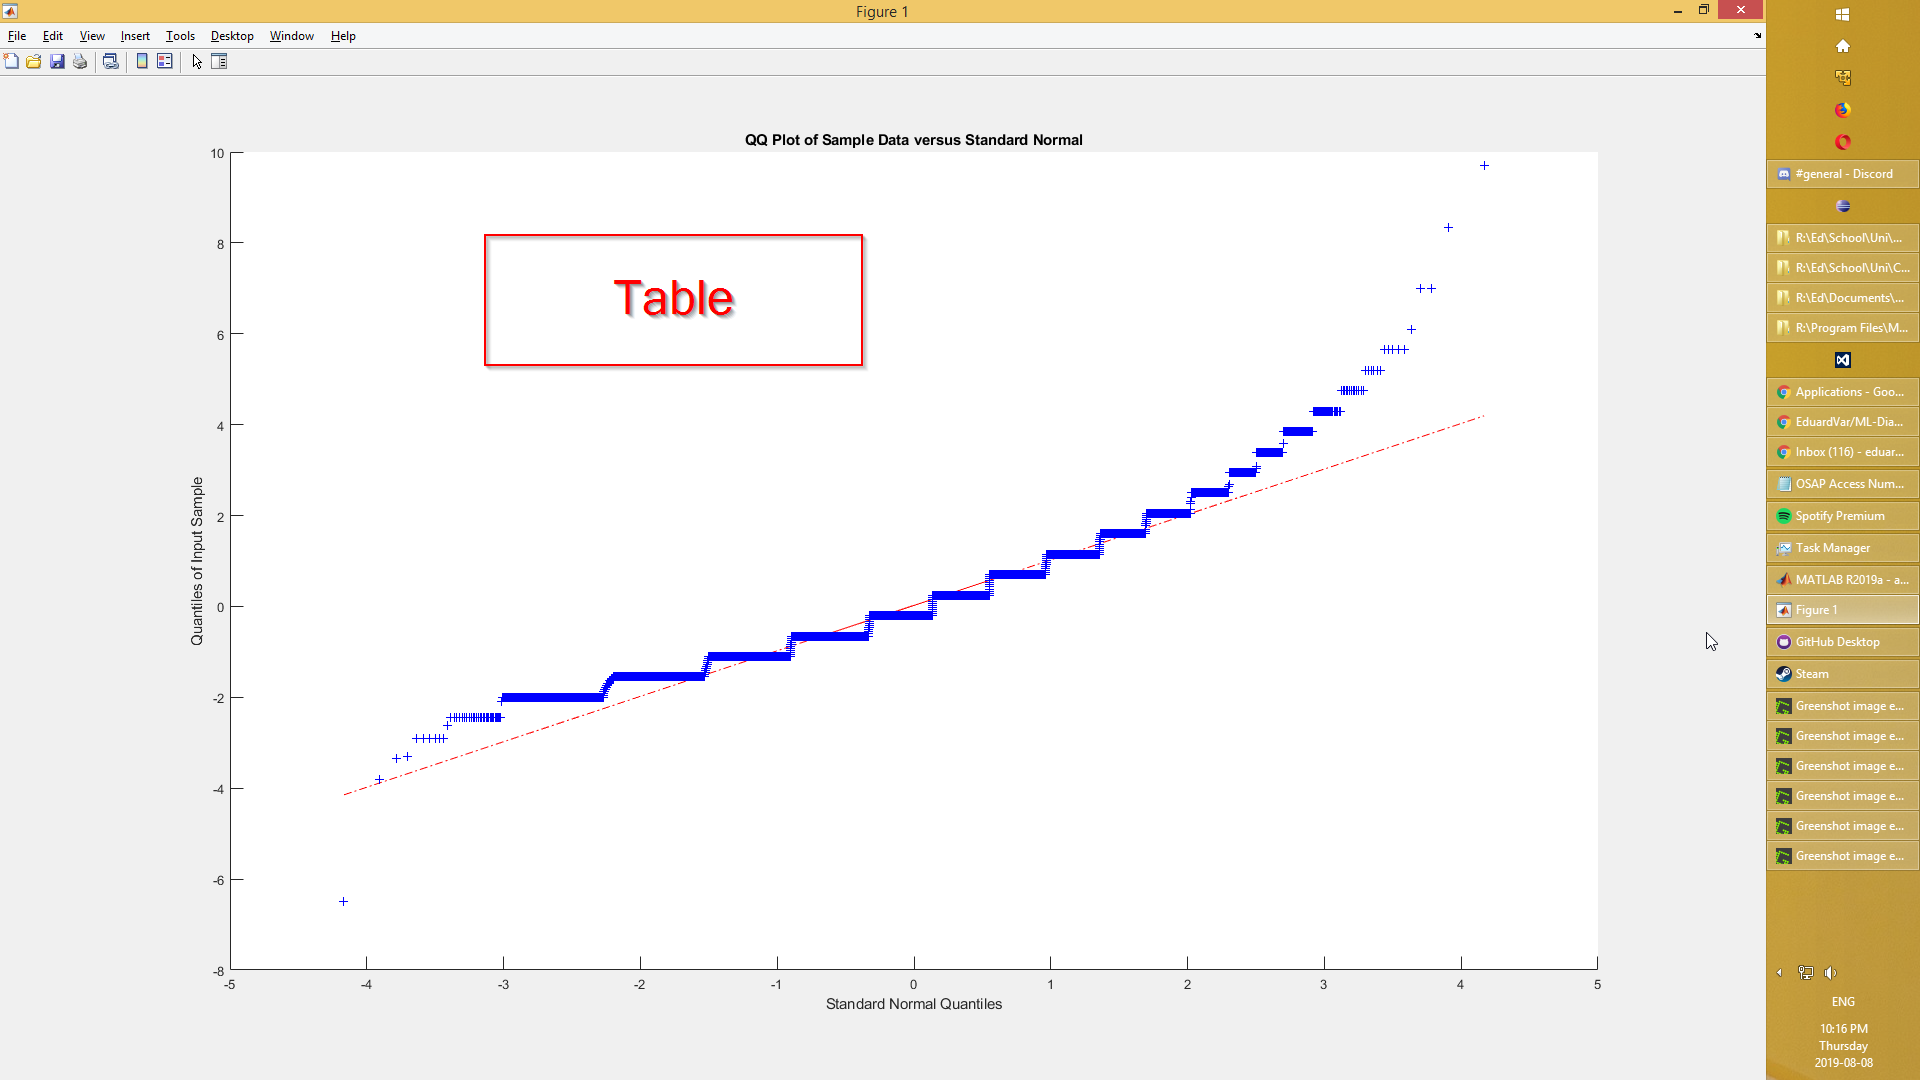 Figure 1
File Edit View Insert Tools Desktop Window Help
QQ Plot of Sample Data versus Standard Normal
Table
Quantiles of Input Sample
10
8
6
4
2
0
-2
-4
-6
-8
-5 -4 -3 -2 -1 0 1 2 3 4 5
Standard Normal Quantiles
#general - Discord
R:\Ed\School\Uni\...
R:\Ed\School\Uni\C...
R:\Ed\Documents\...
R:\Program Files\M...
Applications - Goo...
EduardVar/ML-Dia...
Inbox (116) - eduar...
OSAP Access Num...
Spotify Premium
Task Manager
MATLAB R2019a - a...
Figure 1
GitHub Desktop
Steam
Greenshot image e...
Greenshot image e...
Greenshot image e...
Greenshot image e...
Greenshot image e...
Greenshot image e...
ENG
10:16 PM
Thursday
2019-08-08